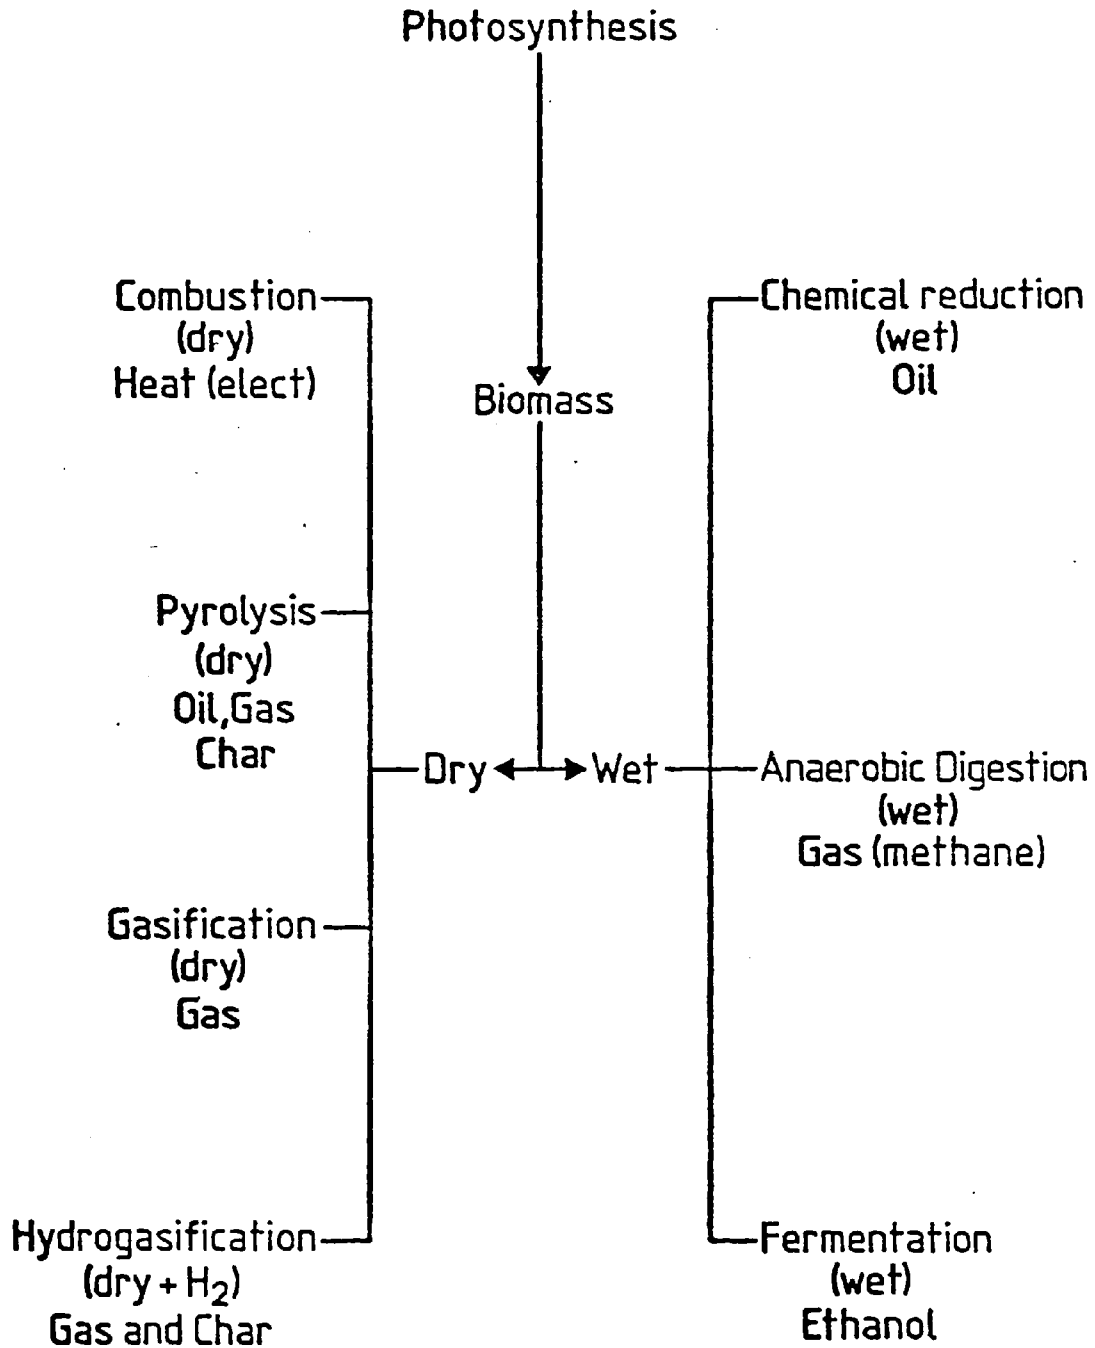 Photosynthesis
Combustion
(dry)
Heat (elect)
Biomass
Chemical reduction
(wet)
Oil
Pyrolysis
(dry)
Oil,Gas
Char
Dry
Wet
Anaerobic Digestion
(wet)
Gas (methane)
Gasification
(dry)
Gas
Hydrogasification
(dry + H₂)
Gas and Char
Fermentation
(wet)
Ethanol